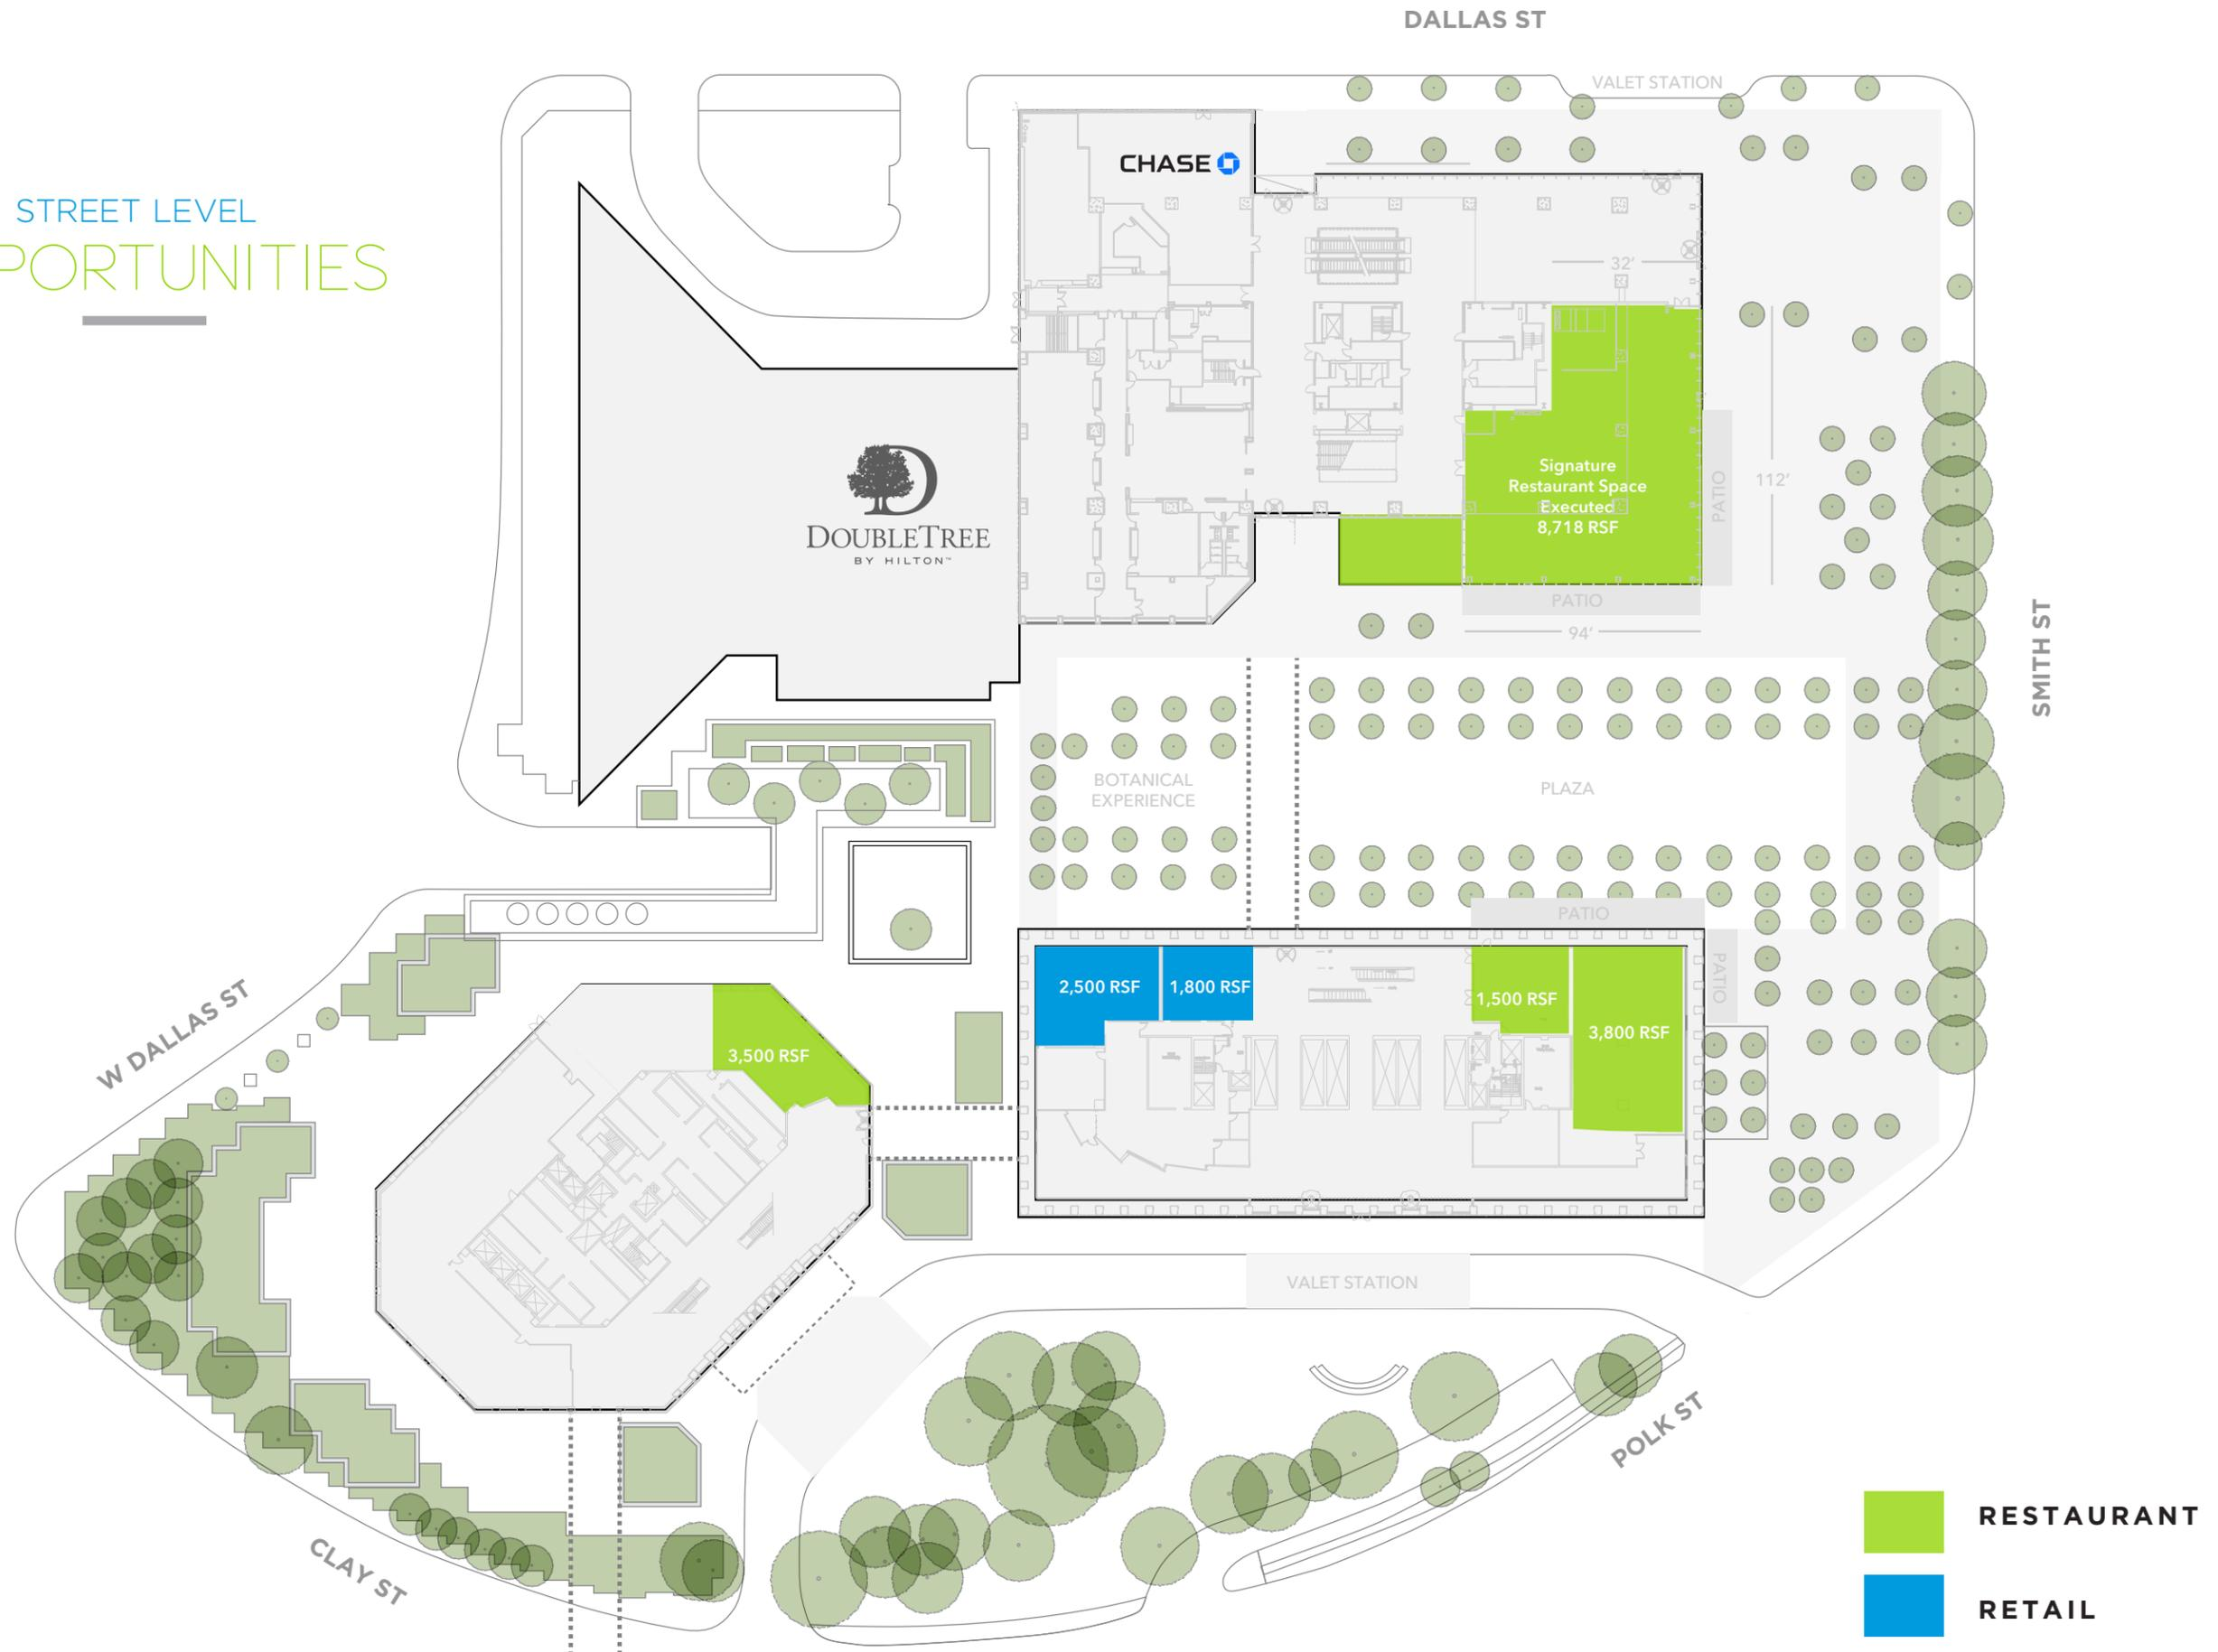 DALLAS ST
VALET STATION
CHASE
STREET LEVEL
PORTUNITIES
32'
Signature
Restaurant Space
Executed
8,718 RSF
PATIO
112'
D
DOUBLETREE
BY HILTON™
PATIO
94'
SMITH ST
BOTANICAL
EXPERIENCE
PLAZA
PATIO
PATIO
2,500 RSF
1,800 RSF
1,500 RSF
3,800 RSF
W DALLAS ST
3,500 RSF
VALET STATION
POLK ST
CLAY ST
RESTAURANT
RETAIL